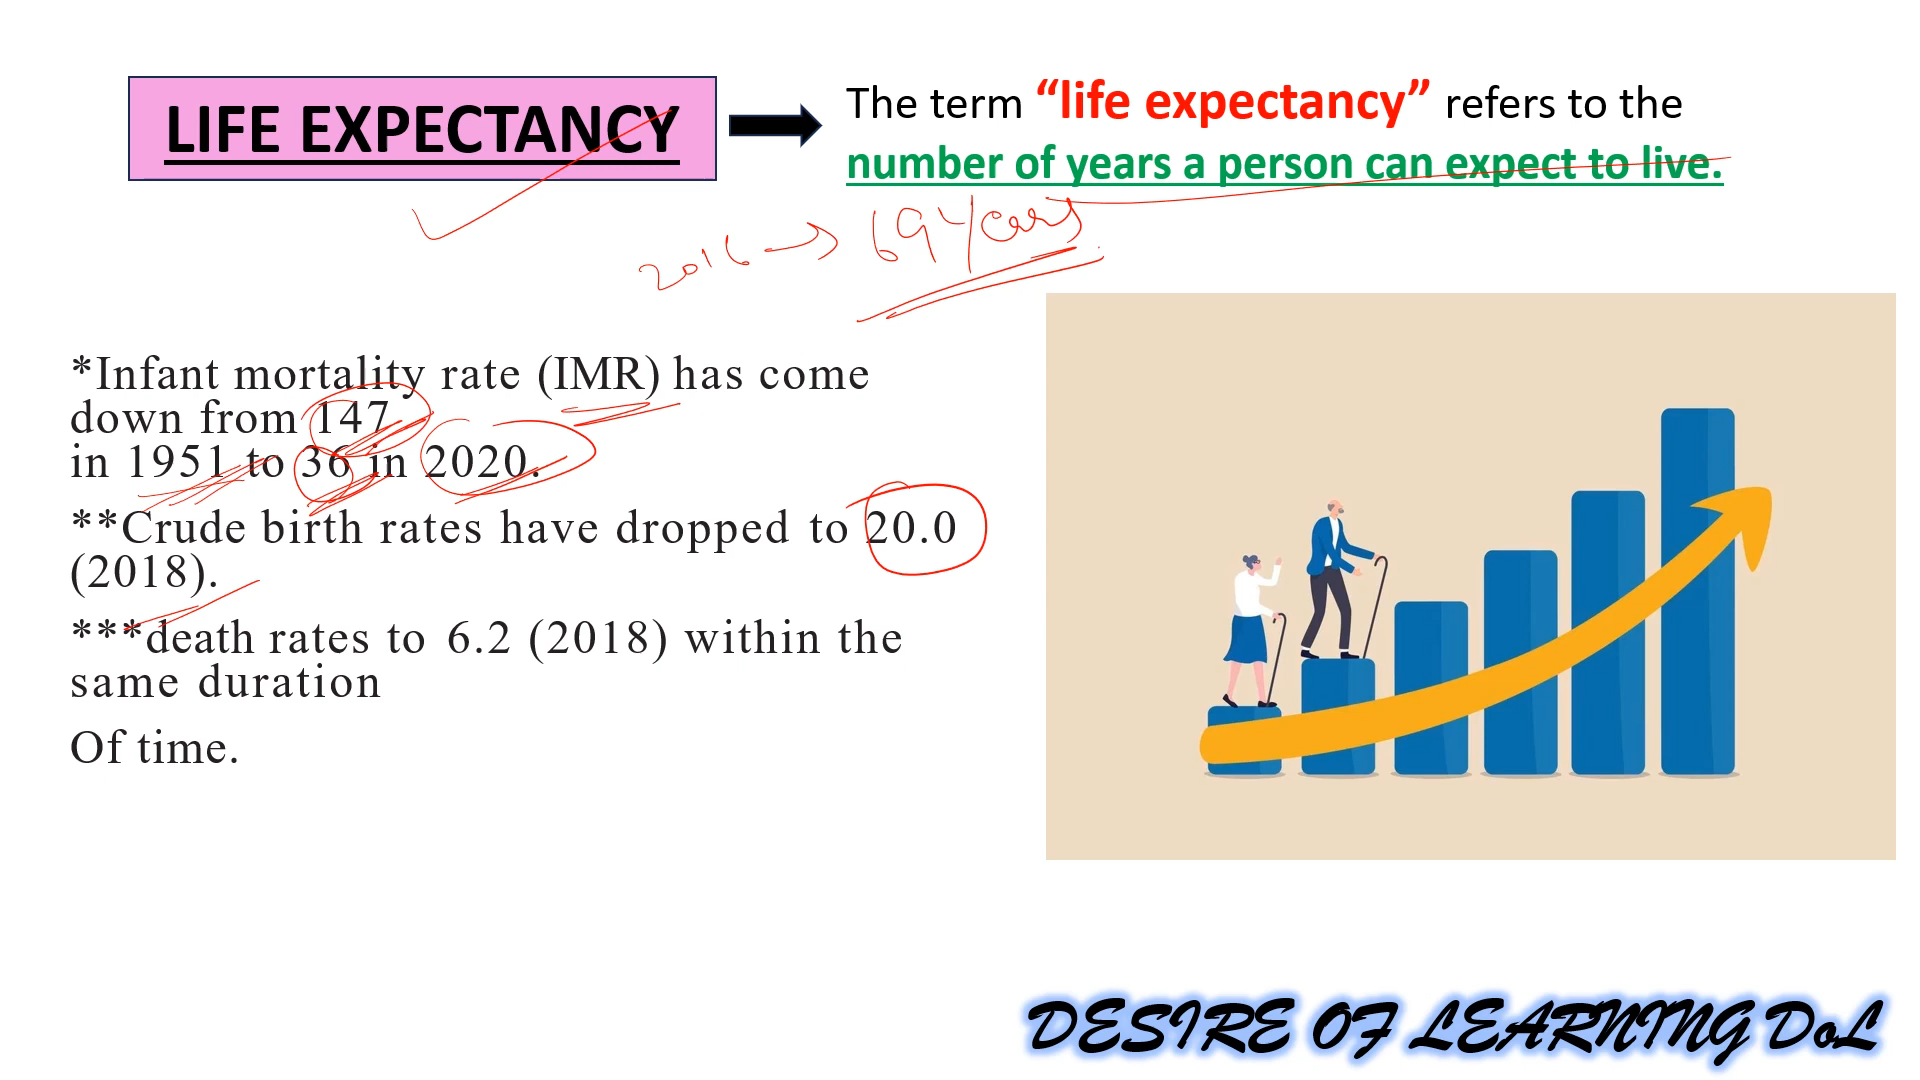 LIFE EXPECTANCY
The term “life expectancy” refers to the
number of years a person can expect to live.
2016 → 69 Years
*Infant mortality rate (IMR) has come
down from 147
in 1951 to 36 in 2020.
**Crude birth rates have dropped to 20.0
(2018).
***death rates to 6.2 (2018) within the
same duration
Of time.
DESIRE OF LEARNING DoL